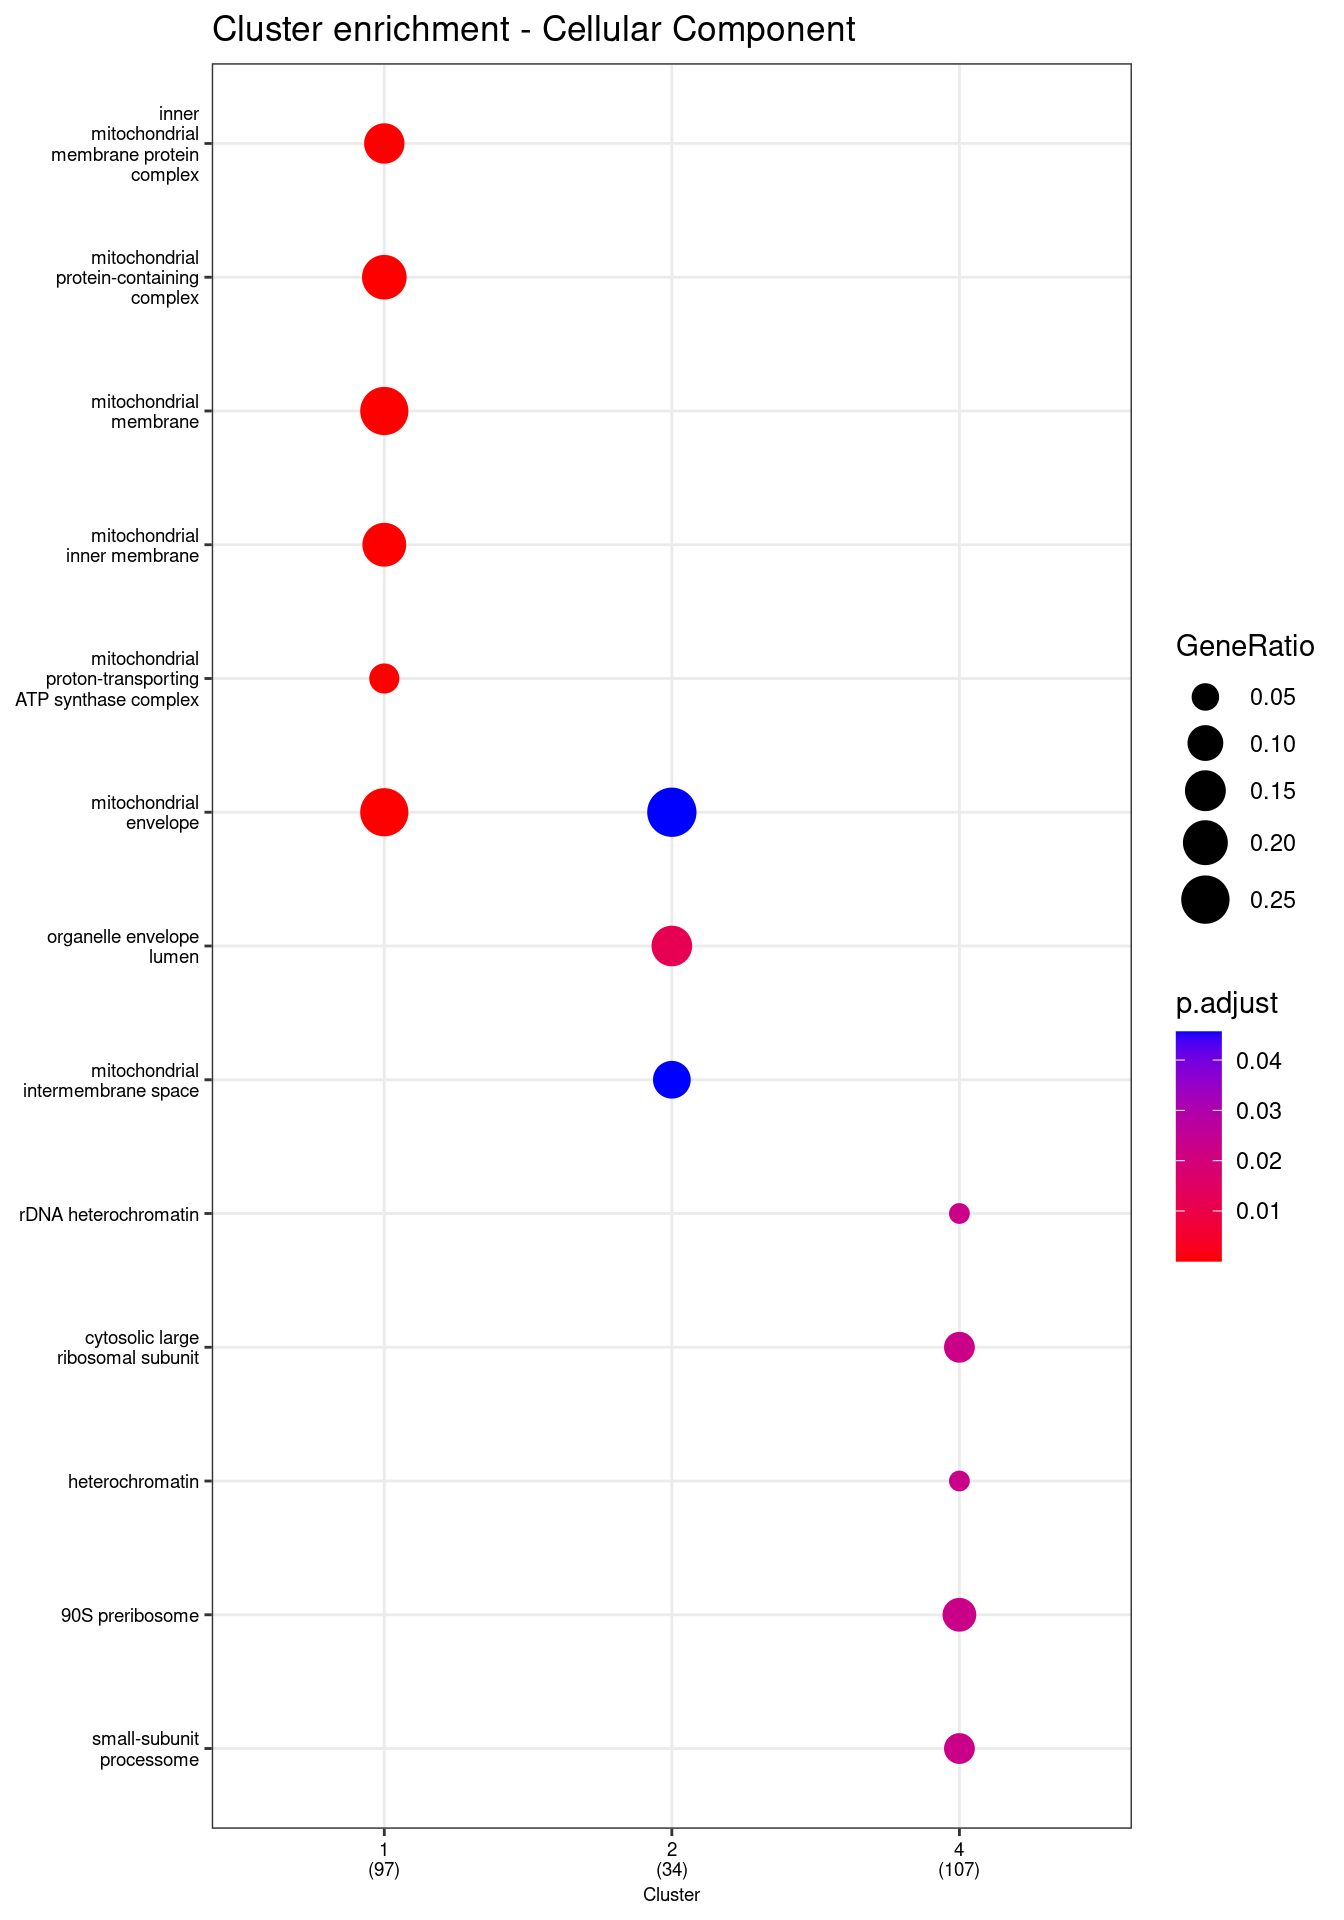 Cluster enrichment - Cellular Component
inner
mitochondrial
membrane protein
complex
mitochondrial
protein-containing
complex
mitochondrial
membrane
mitochondrial
inner membrane
mitochondrial
proton-transporting
ATP synthase complex
mitochondrial
envelope
organelle envelope
lumen
mitochondrial
intermembrane space
rDNA heterochromatin
cytosolic large
ribosomal subunit
heterochromatin
90S preribosome
small-subunit
processome
1
(97)
2
(34)
4
(107)
Cluster
GeneRatio
0.05
0.10
0.15
0.20
0.25
p.adjust
0.04
0.03
0.02
0.01